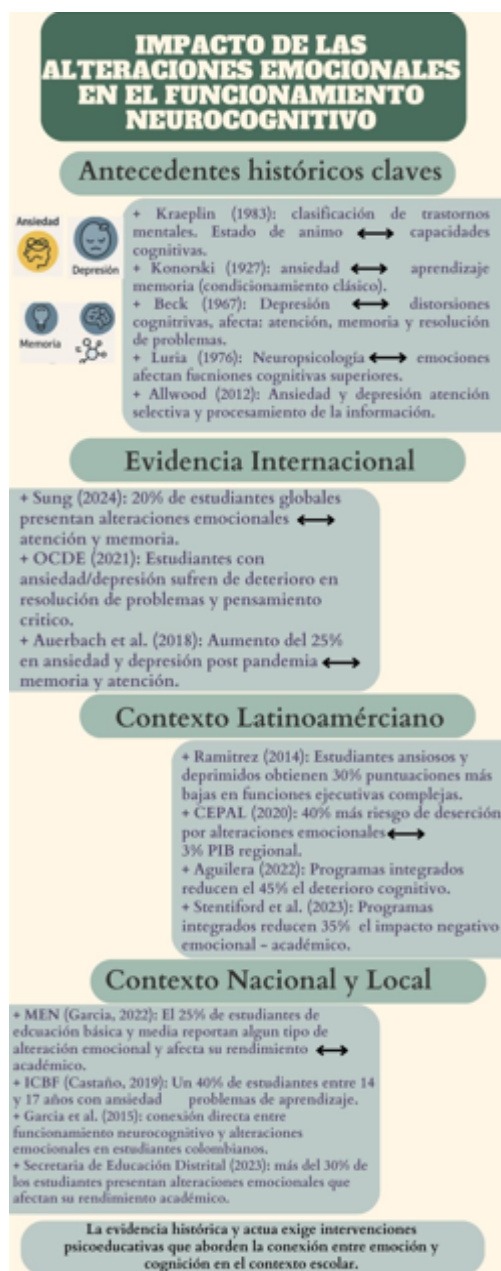 IMPACTO DE LAS
ALTERACIONES EMOCIONALES
EN EL FUNCIONAMIENTO
NEUROCOGNITIVO
Antecedentes históricos claves
Ansiedad
Depresión
Memoria
+ Kraeplin (1983): clasificación de trastornos
mentales. Estado de animo ⟷ capacidades
cognitivas.
+ Konorski (1927): ansiedad ⟷ aprendizaje
memoria (condicionamiento clásico).
+ Beck (1967): Depresión ⟷ distorsiones
cognitrivas, afecta: atención, memoria y resolución
de problemas.
+ Luria (1976): Neuropsicología ⟷ emociones
afectan fucniones cognitivas superiores.
+ Allwood (2012): Ansiedad y depresión atención
selectiva y procesamiento de la información.
Evidencia Internacional
+ Sung (2024): 20% de estudiantes globales
presentan alteraciones emocionales ⟷
atención y memoria.
+ OCDE (2021): Estudiantes con
ansiedad/depresión sufren de deterioro en
resolución de problemas y pensamiento
critico.
+ Auerbach et al. (2018): Aumento del 25%
en ansiedad y depresión post pandemia ⟷
memoria y atención.
Contexto Latinoamérciano
+ Ramitrez (2014): Estudiantes ansiosos y
deprimidos obtienen 30% puntuaciones más
bajas en funciones ejecutivas complejas.
+ CEPAL (2020): 40% más riesgo de deserción
por alteraciones emocionales ⟷
3% PIB regional.
+ Aguilera (2022): Programas integrados
reducen el 45% el deterioro cognitivo.
+ Stentiford et al. (2023): Programas
integrados reducen 35% el impacto negativo
emocional - académico.
Contexto Nacional y Local
+ MEN (Garcia, 2022): El 25% de estudiantes de
edcuación básica y media reportan algun tipo de
alteración emocional y afecta su rendimiento ⟷
académico.
+ ICBF (Castaño, 2019): Un 40% de estudiantes entre 14
y 17 años con ansiedad problemas de aprendizaje.
+ Garcia et al. (2015): conexión directa entre
funcionamiento neurocognitivo y alteraciones
emocionales en estudiantes colombianos.
+ Secretaria de Educación Distrital (2023): más del 30% de
los estudiantes presentan alteraciones emocionales que
afectan su rendimiento académico.
La evidencia histórica y actua exige intervenciones
psicoeducativas que aborden la conexión entre emoción y
cognición en el contexto escolar.